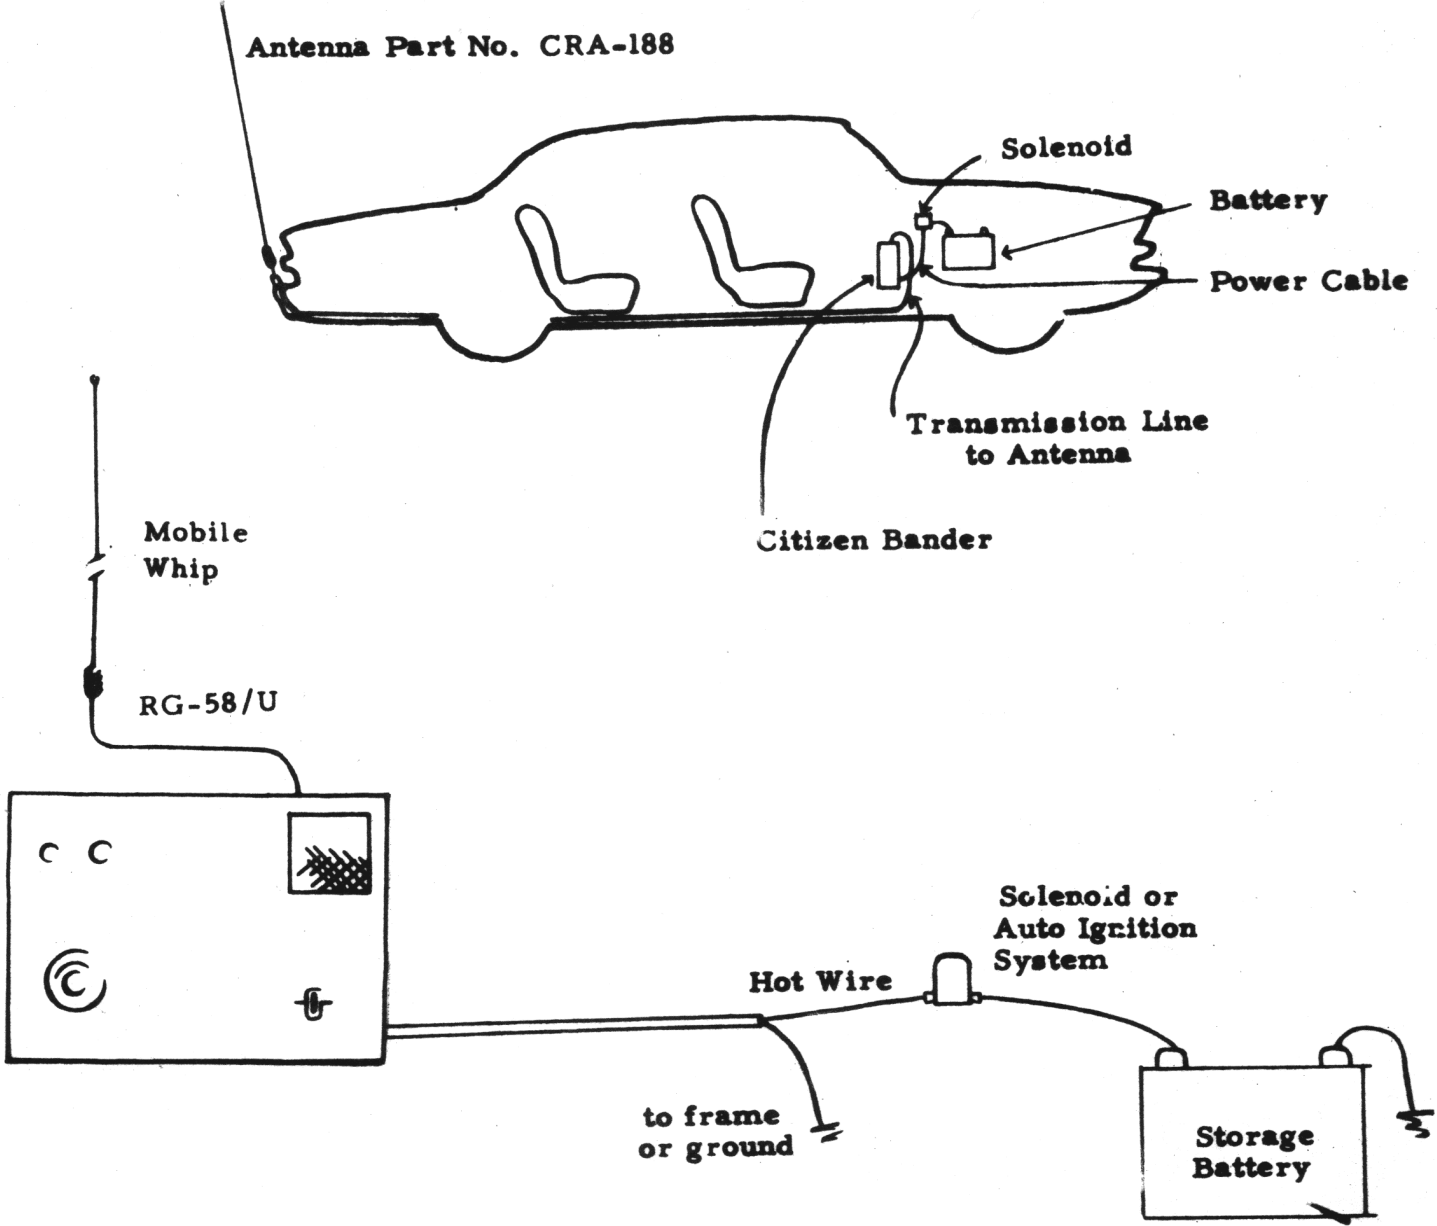 Antenna Part No. CRA-188
Solenoid
Battery
Power Cable
Transmission Line
to Antenna
Citizen Bander
Mobile
Whip
RG-58/U
Solenoid or
Auto Ignition
System
Hot Wire
to frame
or ground
Storage
Battery